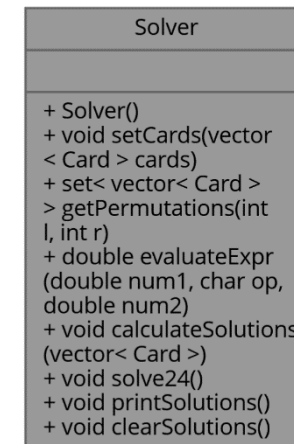 Solver
+ Solver()
+ void setCards(vector
< Card > cards)
+ set< vector< Card >
> getPermutations(int
l, int r)
+ double evaluateExpr
(double num1, char op,
double num2)
+ void calculateSolutions
(vector< Card >)
+ void solve24()
+ void printSolutions()
+ void clearSolutions()